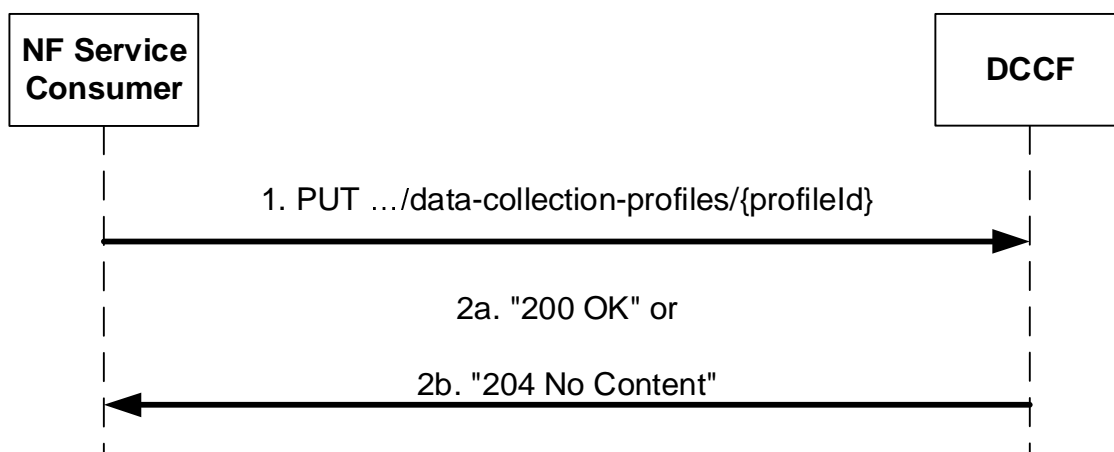 NF Service
Consumer
DCCF
1. PUT …/data-collection-profiles/{profileId}
2a. "200 OK" or
2b. "204 No Content"